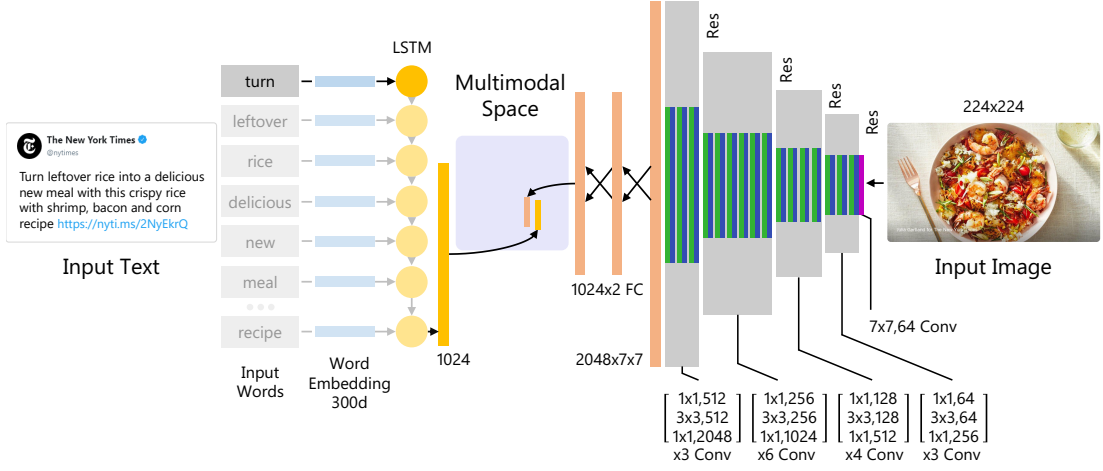 The New York Times
@nytimes
Turn leftover rice into a delicious
new meal with this crispy rice
with shrimp, bacon and corn
recipe https://nyti.ms/2NyEkrQ
Input Text
turn
leftover
rice
delicious
new
meal
recipe
Input
Words
Word
Embedding
300d
LSTM
1024
Multimodal
Space
1024x2 FC
2048x7x7
Res
Res
Res
Res
224x224
Input Image
7x7,64 Conv
1x1,512
3x3,512
1x1,2048
x3 Conv
1x1,256
3x3,256
1x1,1024
x6 Conv
1x1,128
3x3,128
1x1,512
x4 Conv
1x1,64
3x3,64
1x1,256
x3 Conv